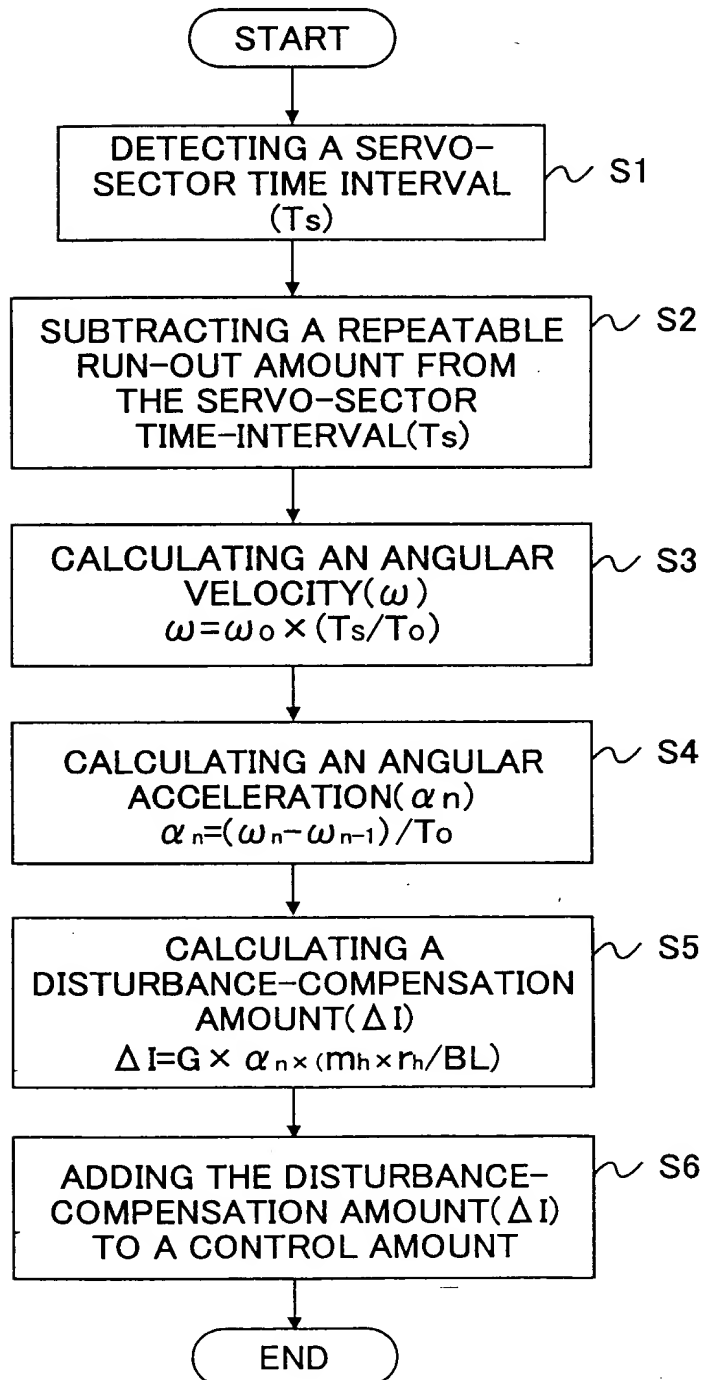 START
DETECTING A SERVO-
SECTOR TIME INTERVAL
(Ts)
S1
SUBTRACTING A REPEATABLE
RUN-OUT AMOUNT FROM
THE SERVO-SECTOR
TIME-INTERVAL(Ts)
S2
CALCULATING AN ANGULAR
VELOCITY(ω)
ω=ωo×(Ts/To)
S3
CALCULATING AN ANGULAR
ACCELERATION(αn)
αn=(ωn-ωn-1)/To
S4
CALCULATING A
DISTURBANCE-COMPENSATION
AMOUNT(ΔI)
ΔI=G×αn×(mh×rh/BL)
S5
ADDING THE DISTURBANCE-
COMPENSATION AMOUNT(ΔI)
TO A CONTROL AMOUNT
S6
END